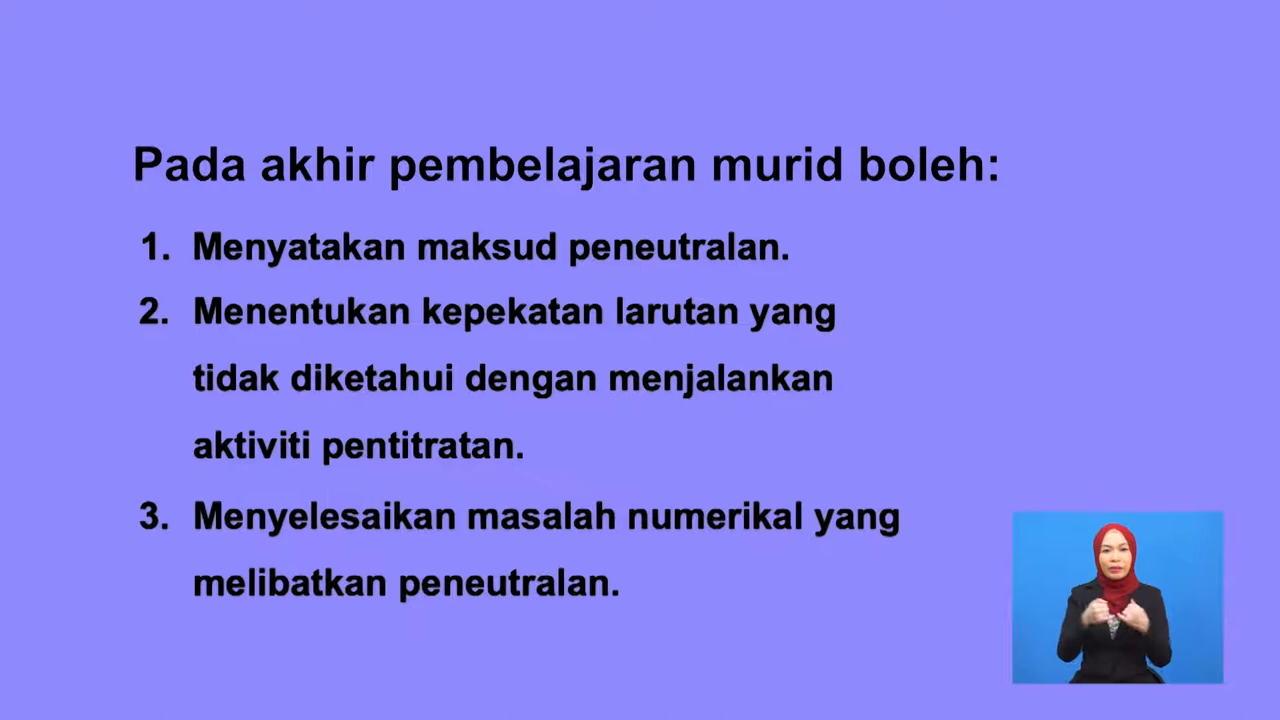 Pada akhir pembelajaran murid boleh:
1. Menyatakan maksud peneutralan.
2. Menentukan kepekatan larutan yang
tidak diketahui dengan menjalankan
aktiviti pentitratan.
3. Menyelesaikan masalah numerikal yang
melibatkan peneutralan.